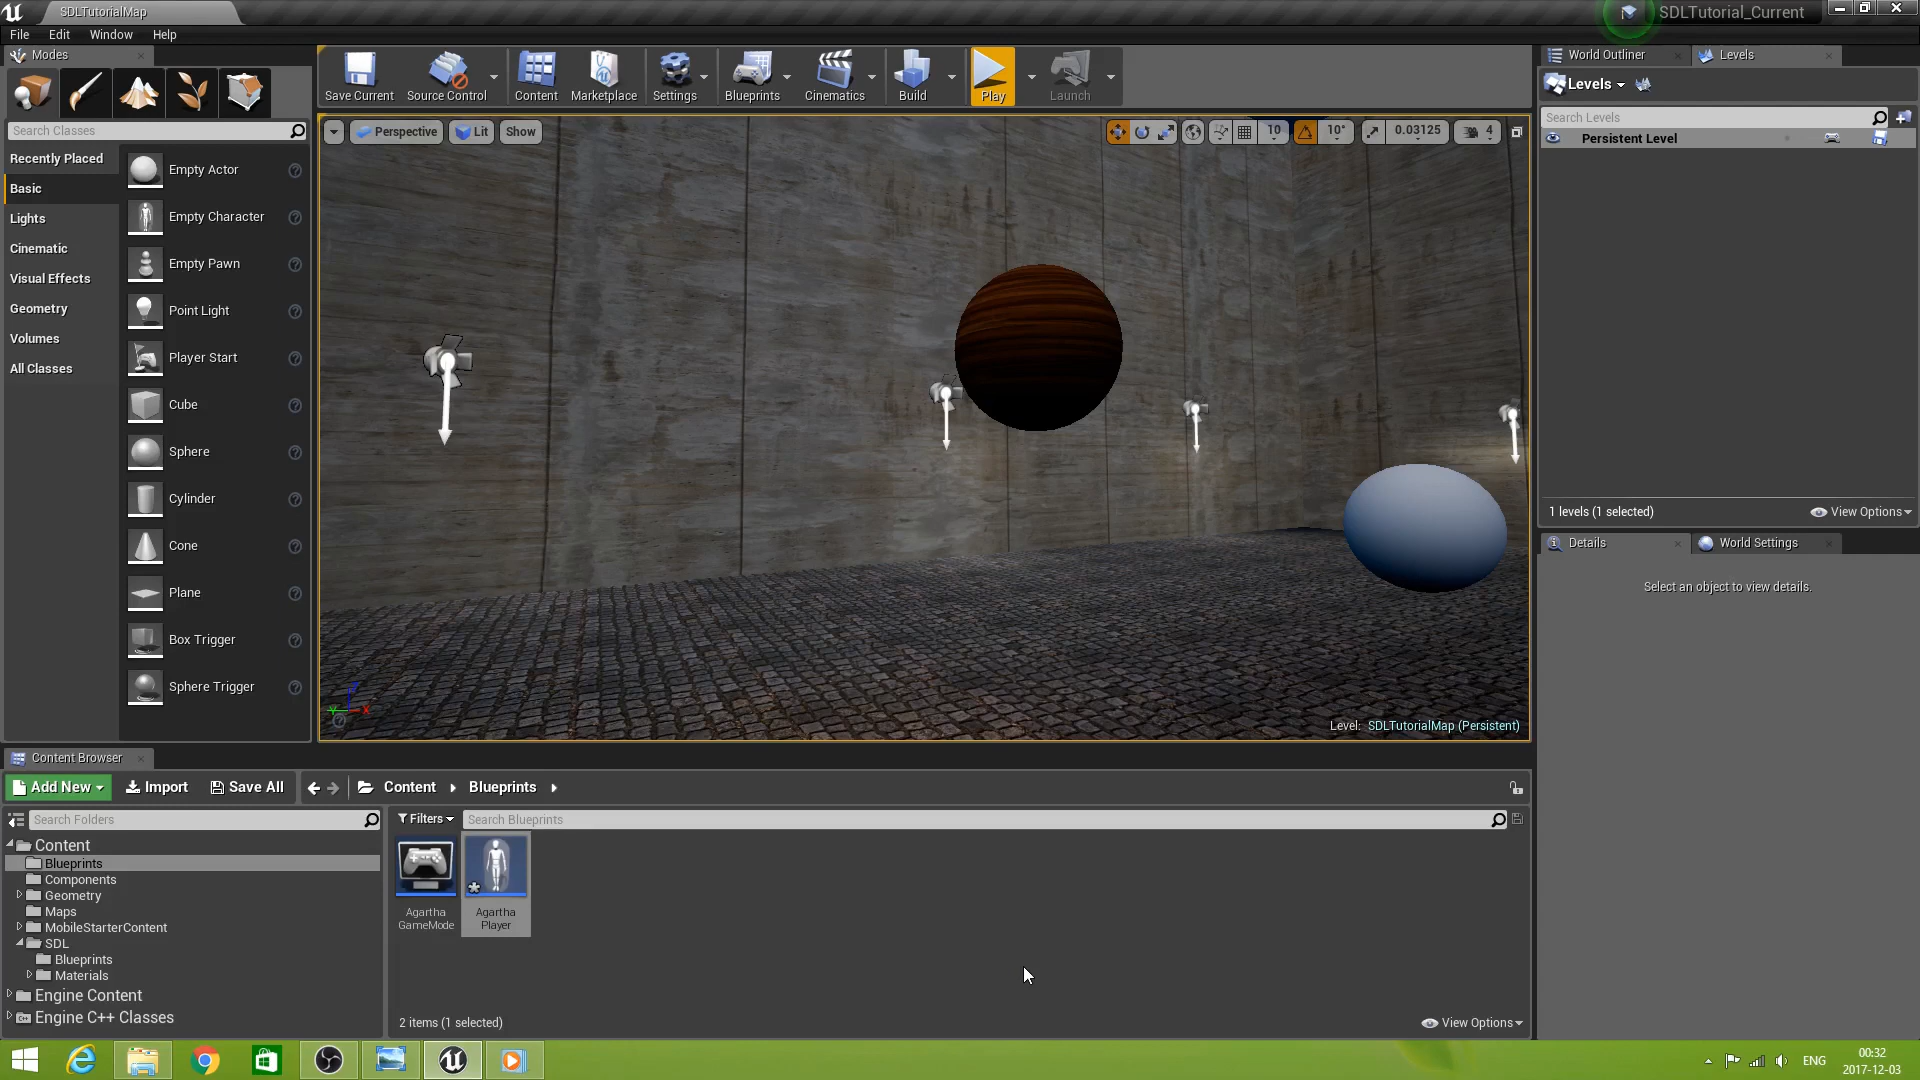 SDLTutorialMap
SDLTutorial_Current
File Edit Window Help
Modes
Search Classes
Recently Placed
Basic
Lights
Cinematic
Visual Effects
Geometry
Volumes
All Classes
Empty Actor
Empty Character
Empty Pawn
Point Light
Player Start
Cube
Sphere
Cylinder
Cone
Plane
Box Trigger
Sphere Trigger
Save Current Source Control Content Marketplace Settings Blueprints Cinematics Build Play Launch
Perspective Lit Show
10 10° 0.03125 4
Level: SDLTutorialMap (Persistent)
World Outliner Levels
Levels
Search Levels
Persistent Level
1 levels (1 selected) View Options
Details World Settings
Select an object to view details.
Content Browser
Add New Import Save All Content Blueprints
Search Folders
Content
Blueprints
Components
Geometry
Maps
MobileStarterContent
SDL
Blueprints
Materials
Engine Content
Engine C++ Classes
Filters Search Blueprints
Agartha
GameMode
Agartha
Player
2 items (1 selected) View Options
ENG
00:32
2017-12-03